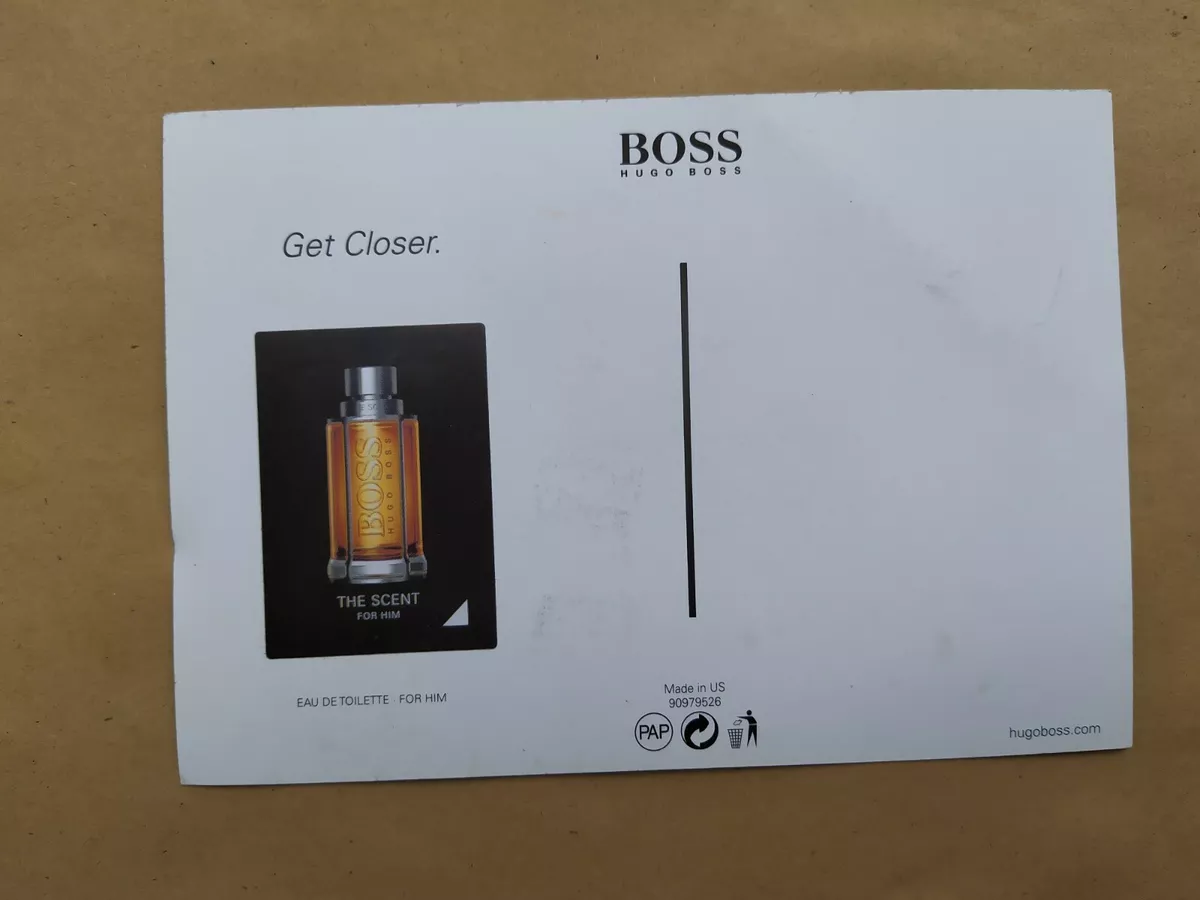 BOSS
HUGO BOSS
Get Closer.
BOSS
HUGO BOSS
THE SCENT
FOR HIM
EAU DE TOILETTE · FOR HIM
Made in US
90979526
PAP
hugoboss.com